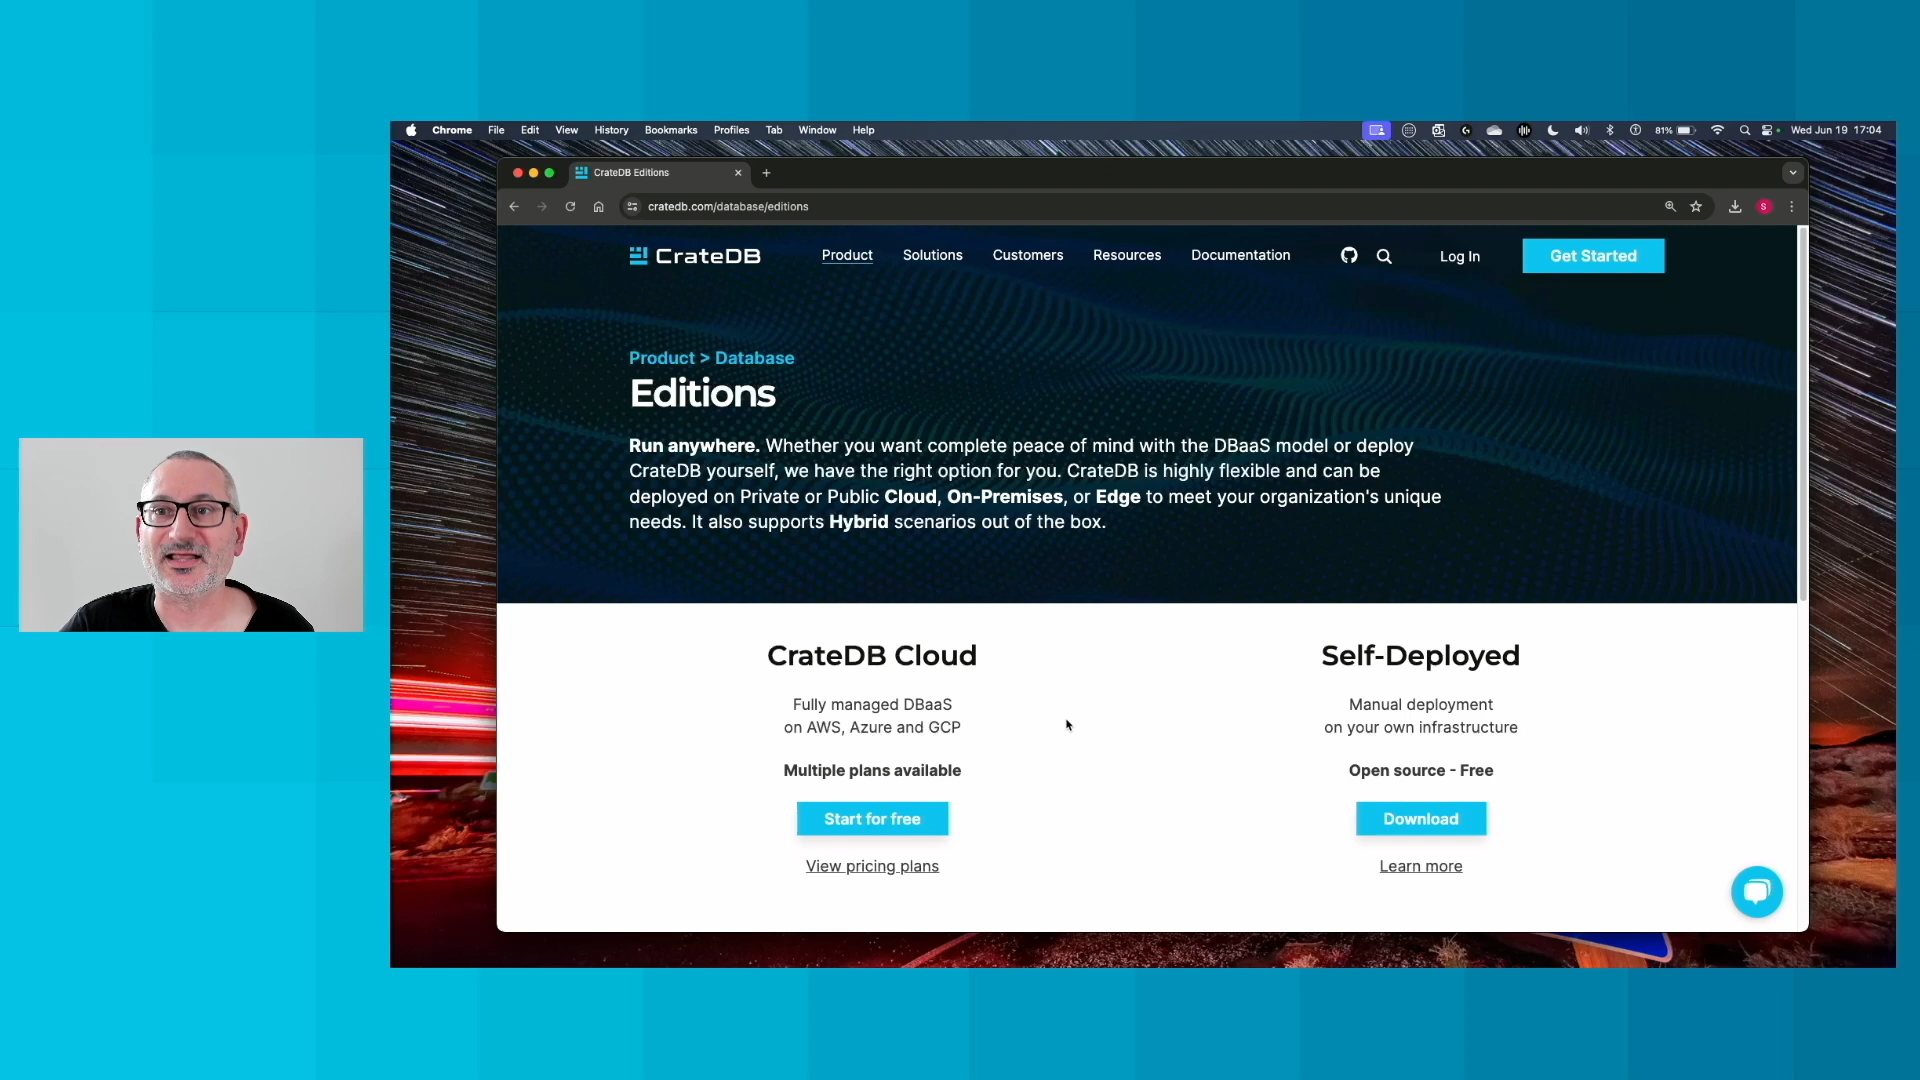 Chrome File Edit View History Bookmarks Profiles Tab Window Help
81% Wed Jun 19 17:04
CrateDB Editions
cratedb.com/database/editions
S
CrateDB Product Solutions Customers Resources Documentation Log In Get Started
Product > Database
Editions
Run anywhere. Whether you want complete peace of mind with the DBaaS model or deploy
CrateDB yourself, we have the right option for you. CrateDB is highly flexible and can be
deployed on Private or Public Cloud, On-Premises, or Edge to meet your organization's unique
needs. It also supports Hybrid scenarios out of the box.
CrateDB Cloud
Fully managed DBaaS
on AWS, Azure and GCP
Multiple plans available
Start for free
View pricing plans
Self-Deployed
Manual deployment
on your own infrastructure
Open source - Free
Download
Learn more